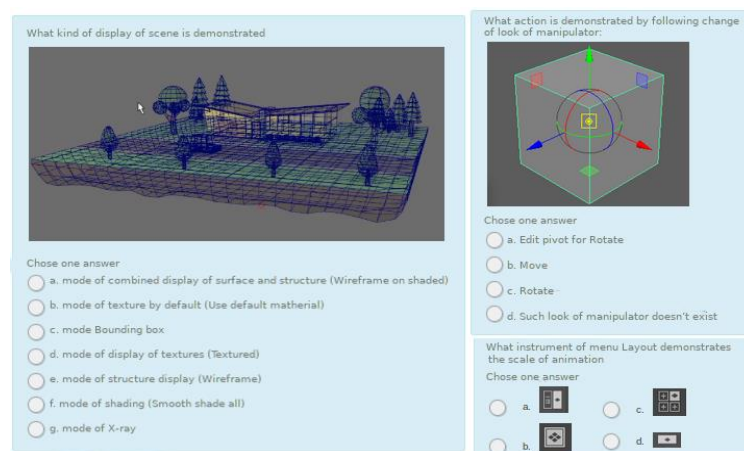 What kind of display of scene is demonstrated
Chose one answer
a. mode of combined display of surface and structure (Wireframe on shaded)
b. mode of texture by default (Use default matherial)
c. mode Bounding box
d. mode of display of textures (Textured)
e. mode of structure display (Wireframe)
f. mode of shading (Smooth shade all)
g. mode of X-ray
What action is demonstrated by following change
of look of manipulator:
Chose one answer
a. Edit pivot for Rotate
b. Move
c. Rotate
d. Such look of manipulator doesn't exist
What instrument of menu Layout demonstrates
the scale of animation
Chose one answer
a.
c.
b.
d.